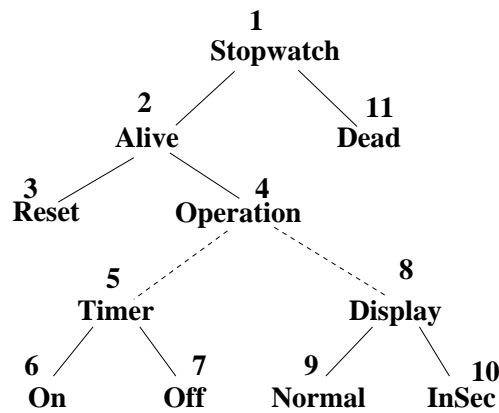 1
Stopwatch
2 11
Alive Dead
3 4
Reset Operation
5 8
Timer Display
6 7 9 10
On Off Normal InSec